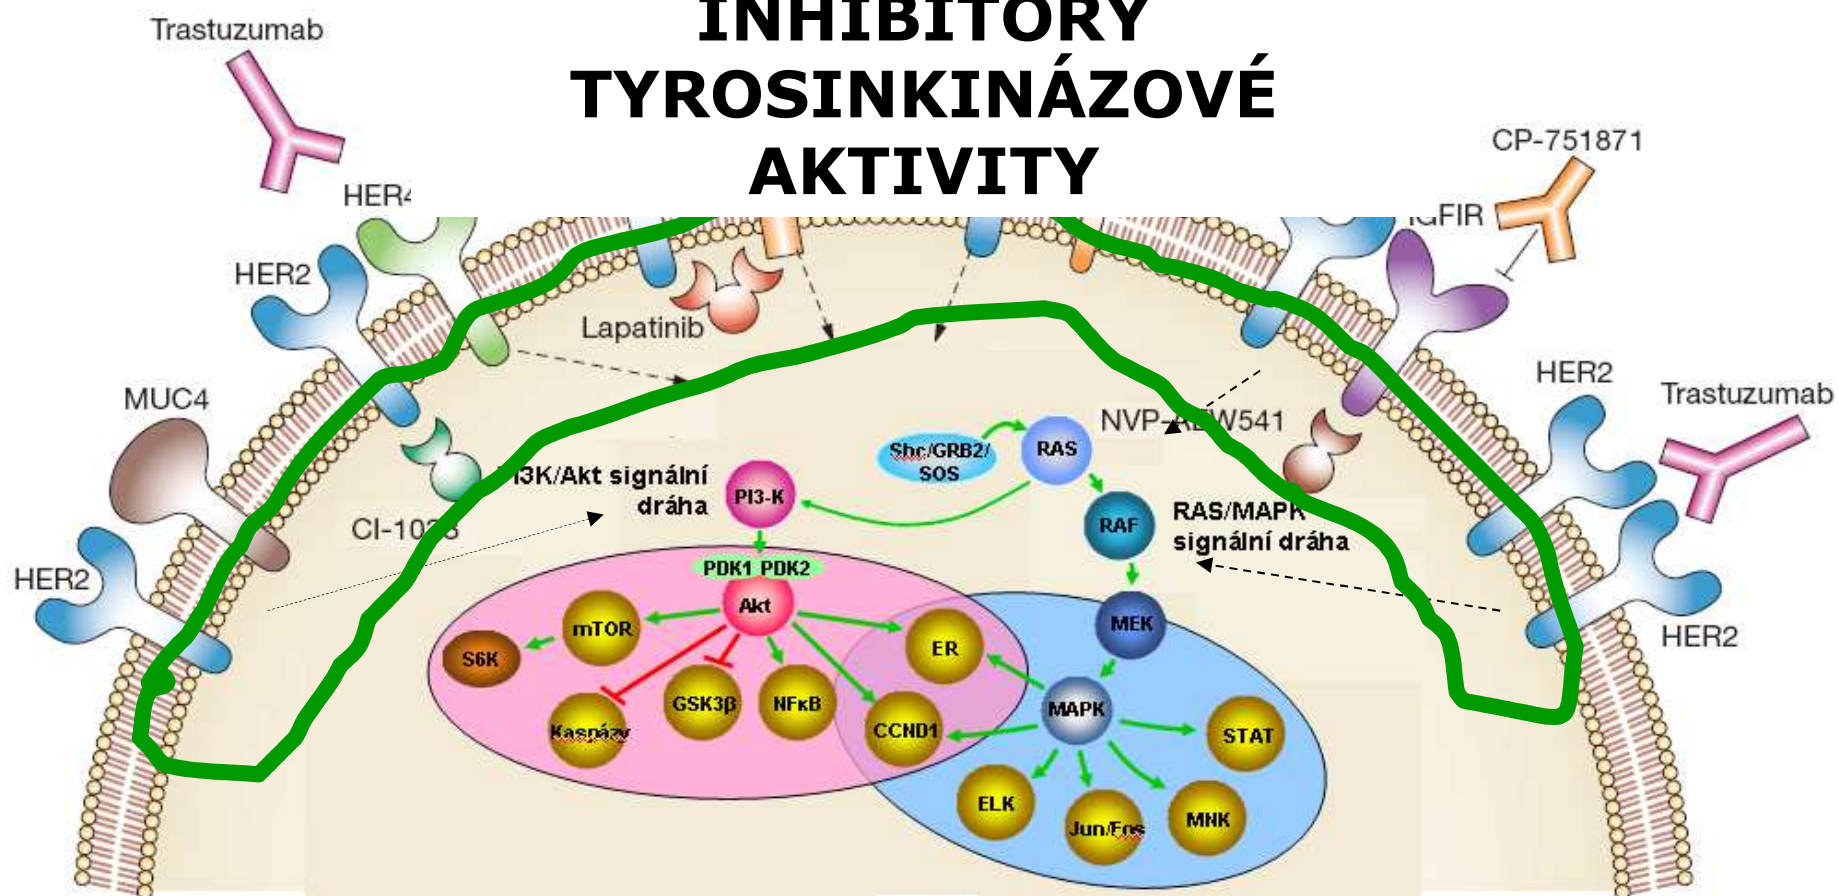 INHIBITORY
TYROSINKINÁZOVÉ
AKTIVITY
Trastuzumab
CP-751871
HER4
HER2
Lapatinib
MUC4
HER2
Trastuzumab
Shc/GRB2/
SOS
RAS
PI3-K
signální
dráha
RAF
RAS/MAPK
signální dráha
HER2
PDK1 PDK2
Akt
mTOR
S6K
ER
MEK
HER2
GSK3β
NFκB
Kaspázy
CCND1
MAPK
STAT
ELK
Jun/Fos
MNK